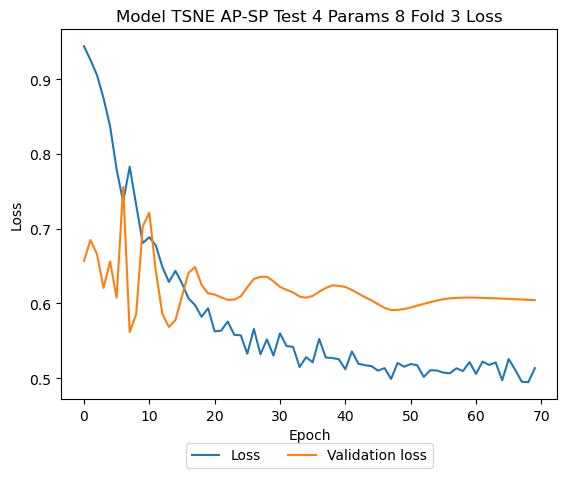 Model TSNE AP-SP Test 4 Params 8 Fold 3 Loss
0.9
0.8
0.7
0.6
0.5
Loss
0 10 20 30 40 50 60 70
Epoch
Loss Validation loss